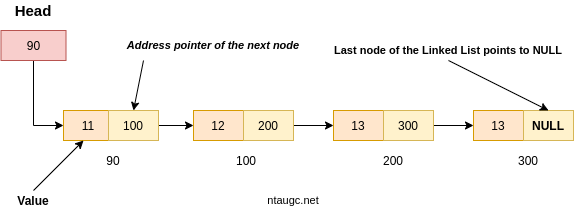 Head
90
Address pointer of the next node
Last node of the Linked List points to NULL
11 100 12 200 13 300 13 NULL
90 100 200 300
Value
ntaugc.net